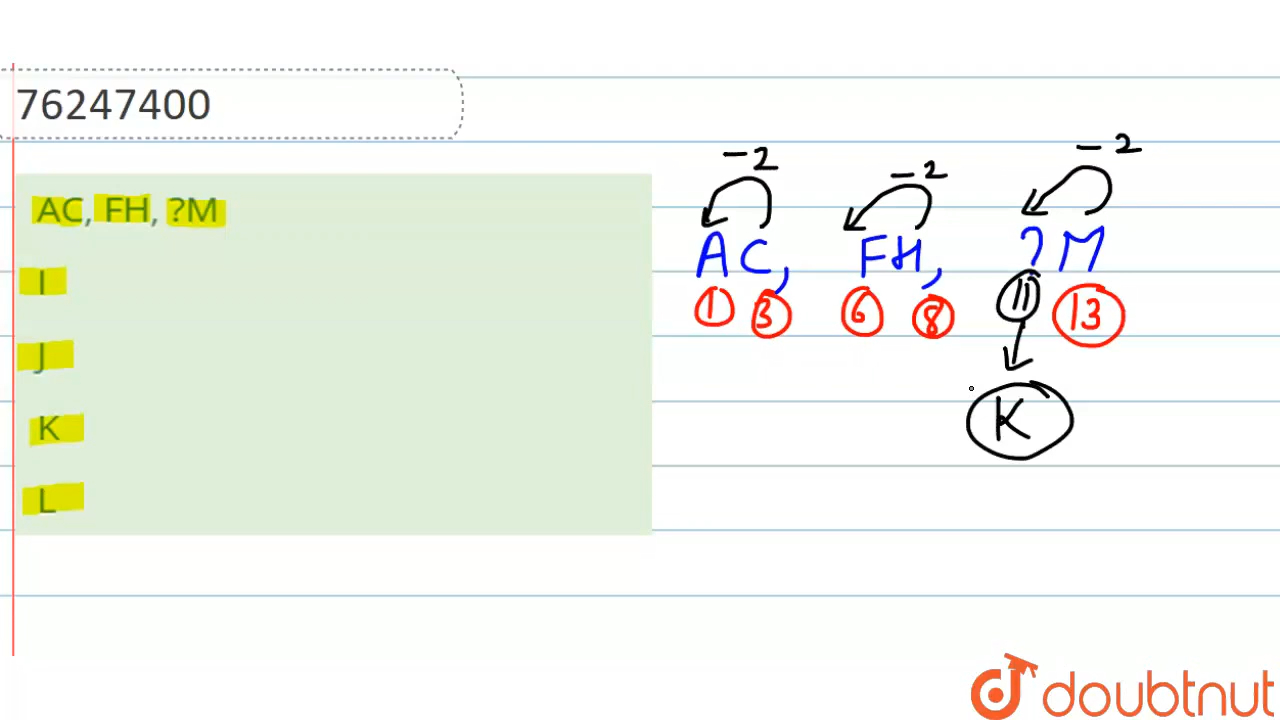 76247400
AC, FH, ?M
I
J
K
L
-2 -2 -2
AC, FH, ?M
1 3 6 8 11 13
K
doubtnut